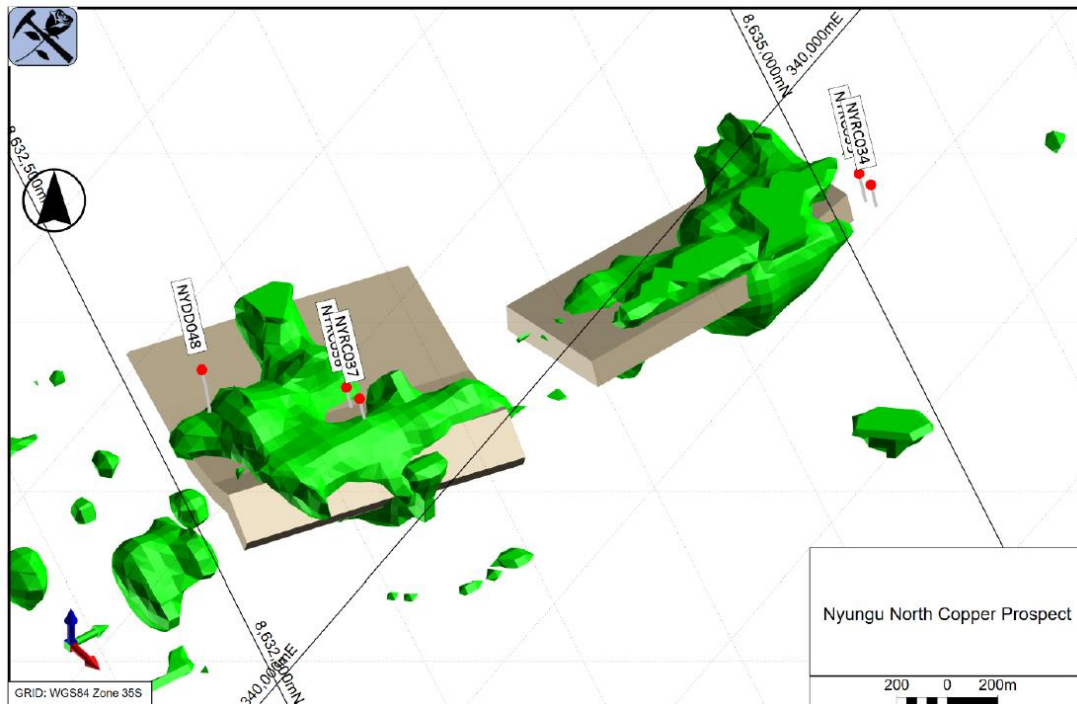 8,635,000mN
340,000mE
NYRC034
8,632,500mN
NYDD048
NYRC037
8,632,500mN
340,000mE
Nyungu North Copper Prospect
GRID: WGS84 Zone 35S
200 0 200m